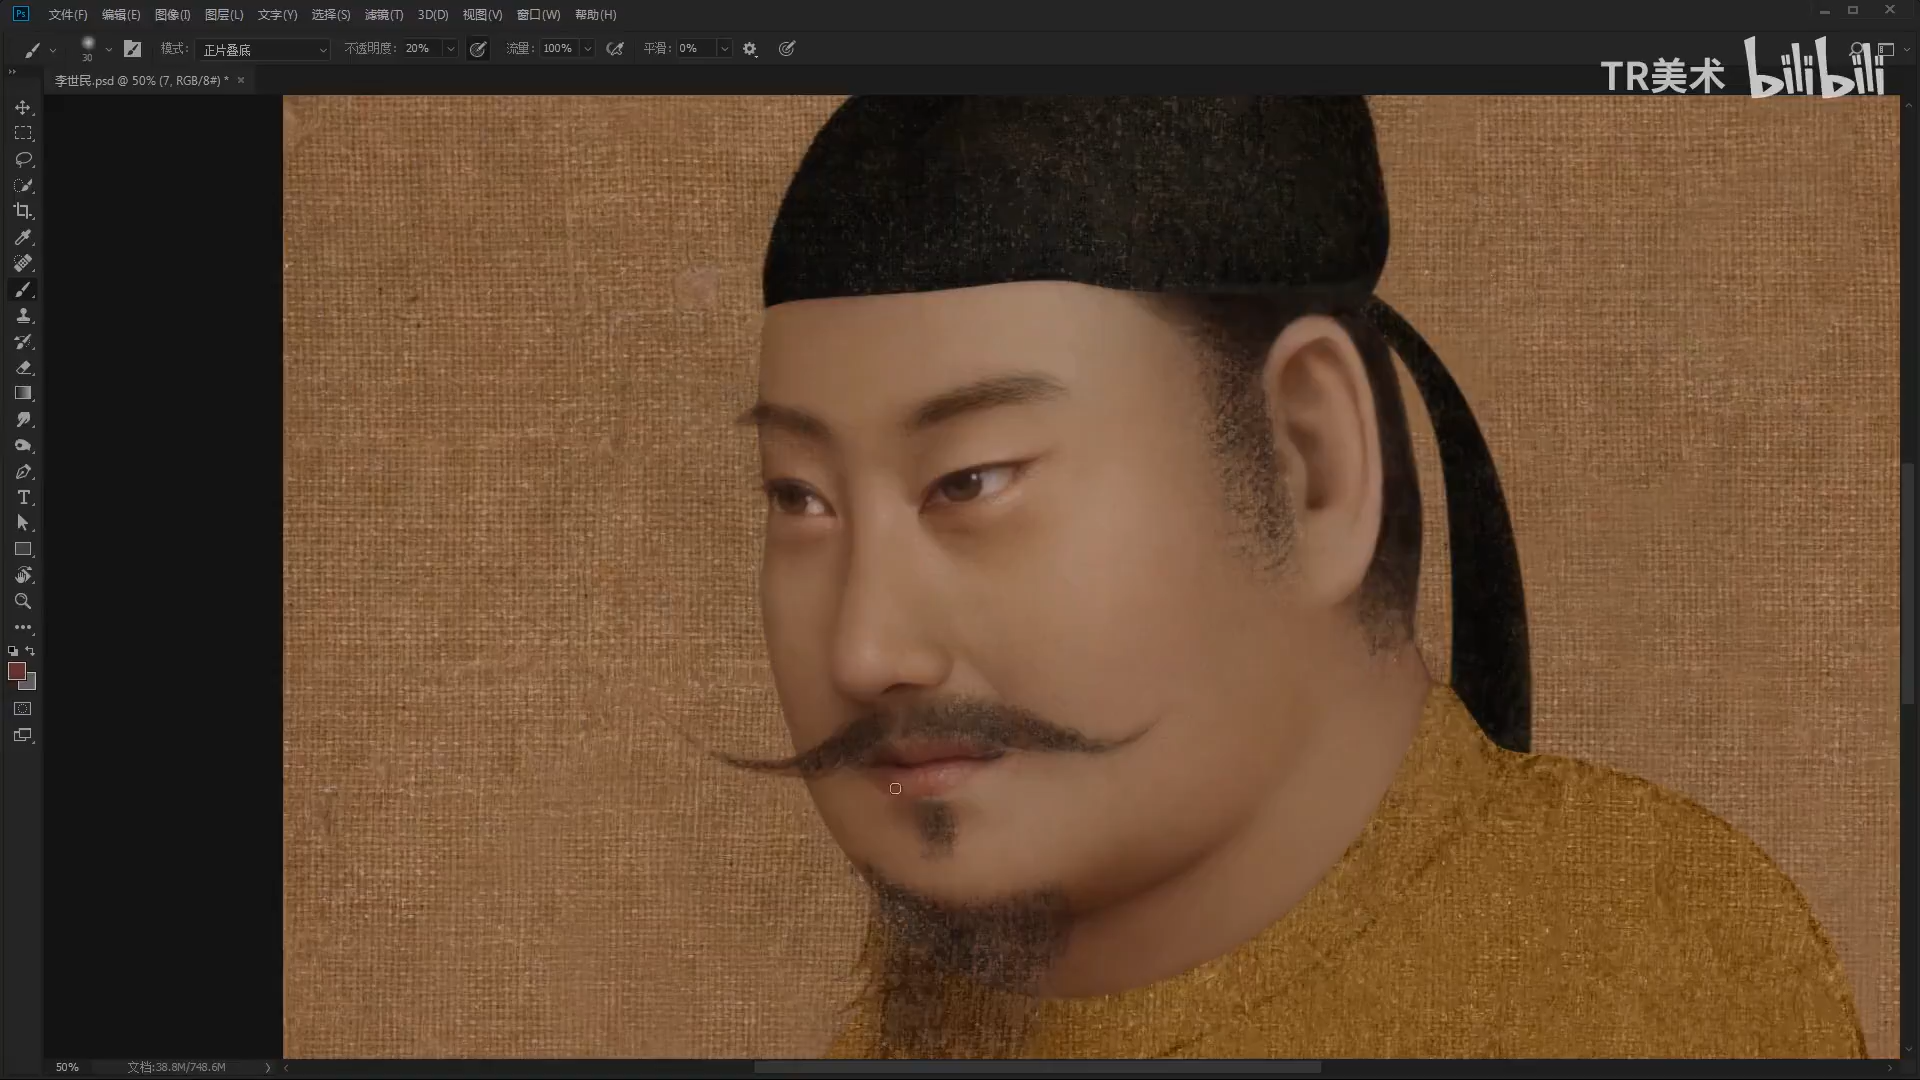 Ps 文件(F) 编辑(E) 图像(I) 图层(L) 文字(Y) 选择(S) 滤镜(T) 3D(D) 视图(V) 窗口(W) 帮助(H)
30 模式: 正片叠底 不透明度: 20% 流量: 100% 平滑: 0%
TR美术 bilibili
李世民.psd @ 50% (7, RGB/8#) *
50% 文档:38.8M/748.6M